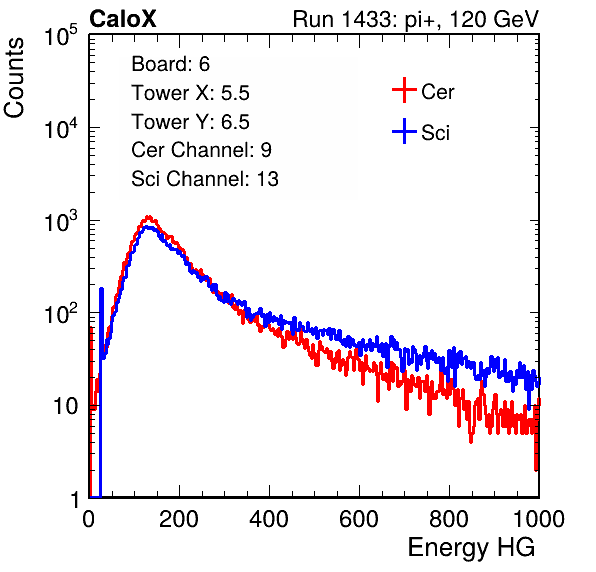 CaloX Run 1433: pi+, 120 GeV
Counts
10^5
10^4
10^3
10^2
10
1
Board: 6
Tower X: 5.5
Tower Y: 6.5
Cer Channel: 9
Sci Channel: 13
Cer
Sci
0 200 400 600 800 1000
Energy HG